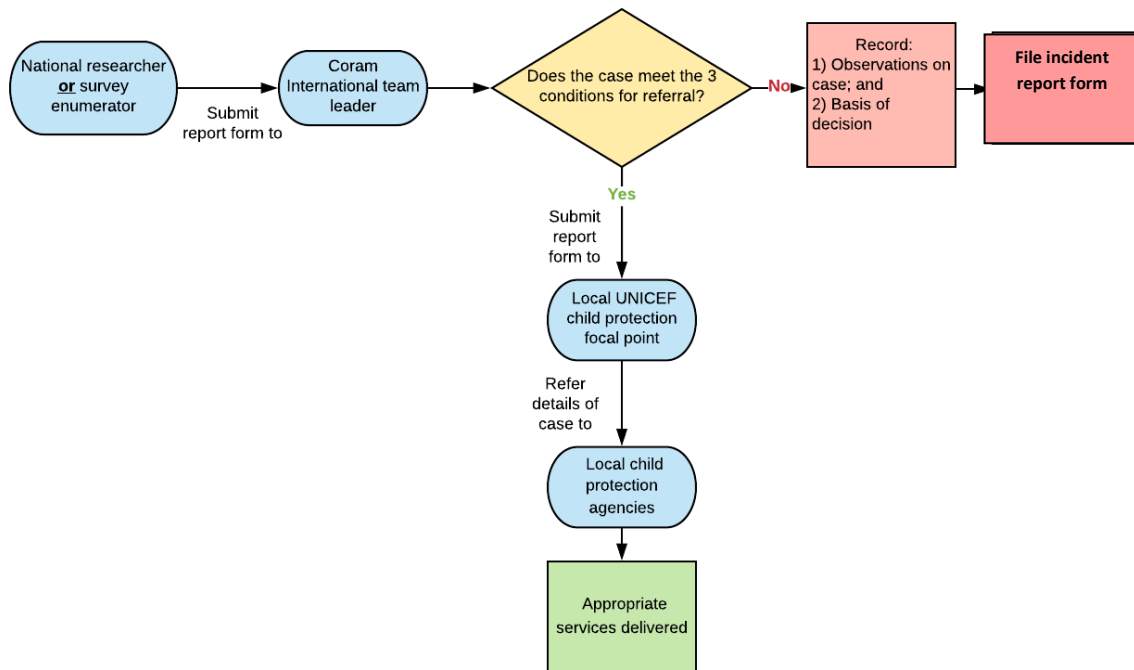 National researcher
or survey
enumerator
Submit
report form to
Coram
International team
leader
Does the case meet the 3
conditions for referral?
No
Record:
1) Observations on
case; and
2) Basis of
decision
File incident
report form
Yes
Submit
report
form to
Local UNICEF
child protection
focal point
Refer
details of
case to
Local child
protection
agencies
Appropriate
services delivered